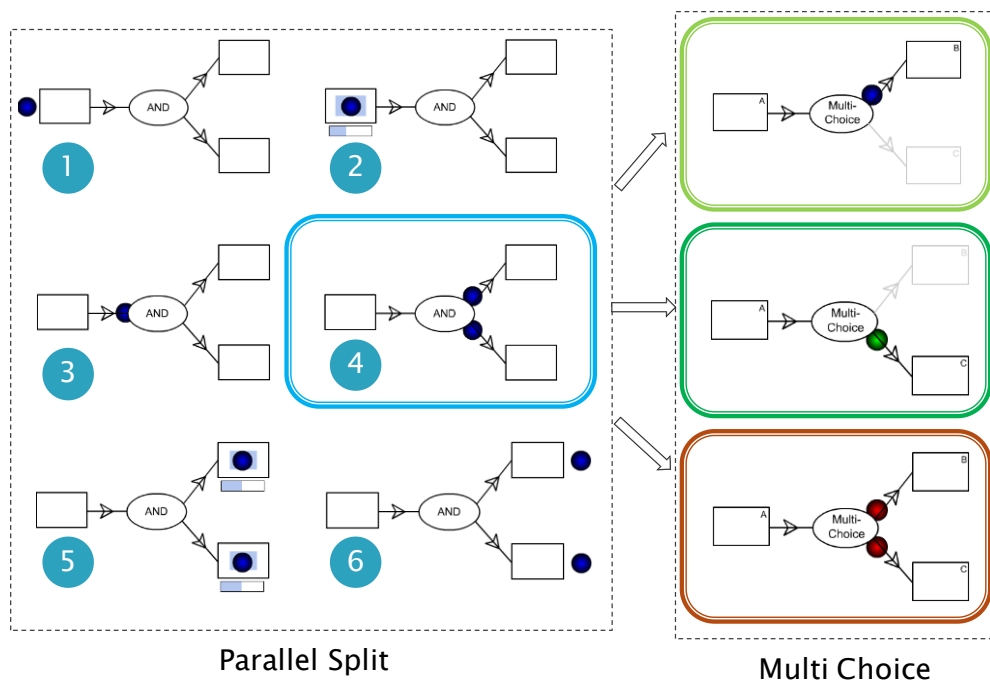 AND
1
AND
2
AND
3
AND
4
AND
5
AND
6
Parallel Split
A
Multi-
Choice
B
C
A
Multi-
Choice
B
C
A
Multi-
Choice
B
C
Multi Choice